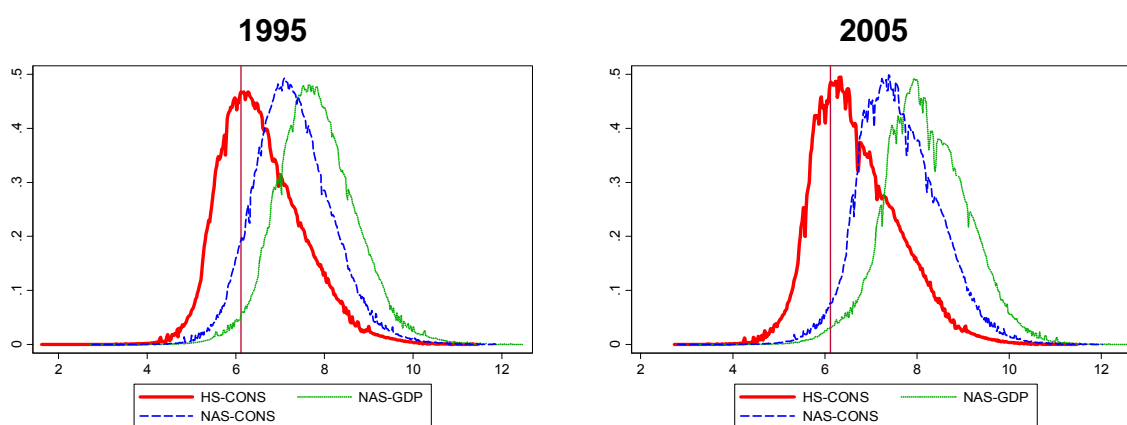 1995
.5
.4
.3
.2
.1
0
2 4 6 8 10 12
HS-CONS NAS-GDP
NAS-CONS
2005
.5
.4
.3
.2
.1
0
2 4 6 8 10 12
HS-CONS NAS-GDP
NAS-CONS